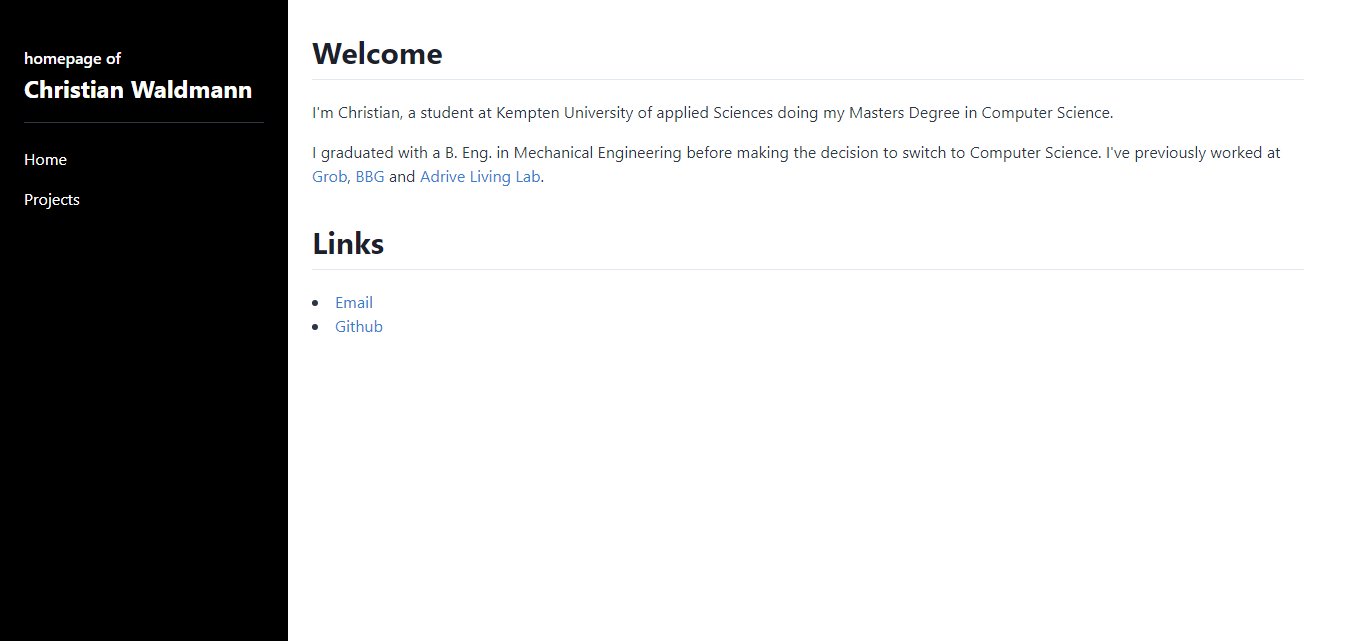 homepage of
Christian Waldmann
Home
Projects
Welcome
I'm Christian, a student at Kempten University of applied Sciences doing my Masters Degree in Computer Science.
I graduated with a B. Eng. in Mechanical Engineering before making the decision to switch to Computer Science. I've previously worked at
Grob, BBG and Adrive Living Lab.
Links
Email
Github